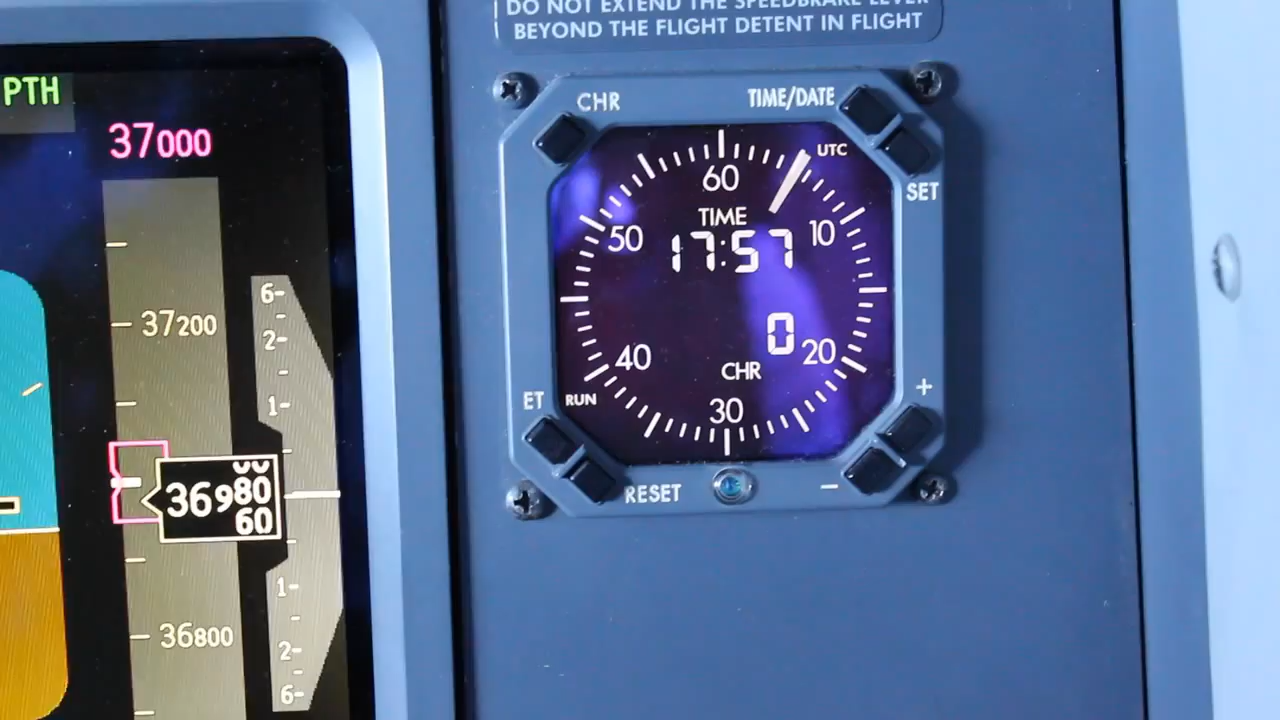 DO NOT EXTEND THE SPEEDBRAKE LEVER
BEYOND THE FLIGHT DETENT IN FLIGHT
PTH
37000
37200
36980
60
36800
6
2
1
1
2
6
CHR
TIME/DATE
UTC
SET
60
TIME
17:57
50
10
0
40
20
CHR
ET
RUN
30
+
RESET
−